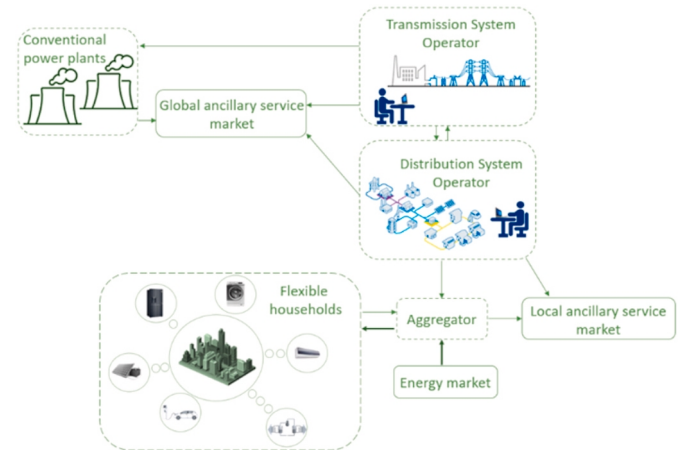 Transmission System
Operator
Conventional
power plants
Global ancillary service
market
Distribution System
Operator
Flexible
households
Aggregator
Local ancillary service
market
Energy market